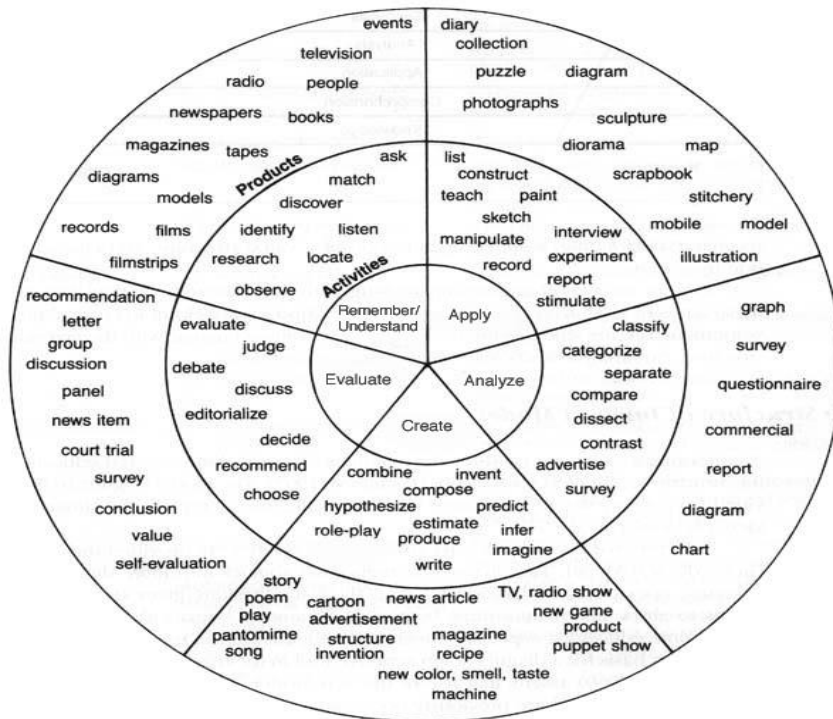 events
television
radio people
newspapers books
magazines tapes
diagrams
models
records films
filmstrips
Products
ask
match
discover
identify listen
research locate
observe
Activities
Remember/
Understand
diary
collection
puzzle diagram
photographs
sculpture
diorama map
scrapbook
stitchery
mobile model
illustration
list
construct
teach paint
sketch
manipulate interview
experiment
record
report
stimulate
Apply
graph
survey
questionnaire
commercial
report
diagram
chart
classify
categorize
separate
compare
dissect
contrast
advertise
survey
Analyze
Create
combine invent
compose
hypothesize predict
role-play estimate infer
produce
imagine
write
story
poem
play
pantomime
song
cartoon
advertisement
structure
invention
news article
magazine
recipe
TV, radio show
new game
product
puppet show
new color, smell, taste
machine
Evaluate
evaluate
judge
debate
discuss
editorialize
decide
recommend
choose
recommendation
letter
group
discussion
panel
news item
court trial
survey
conclusion
value
self-evaluation